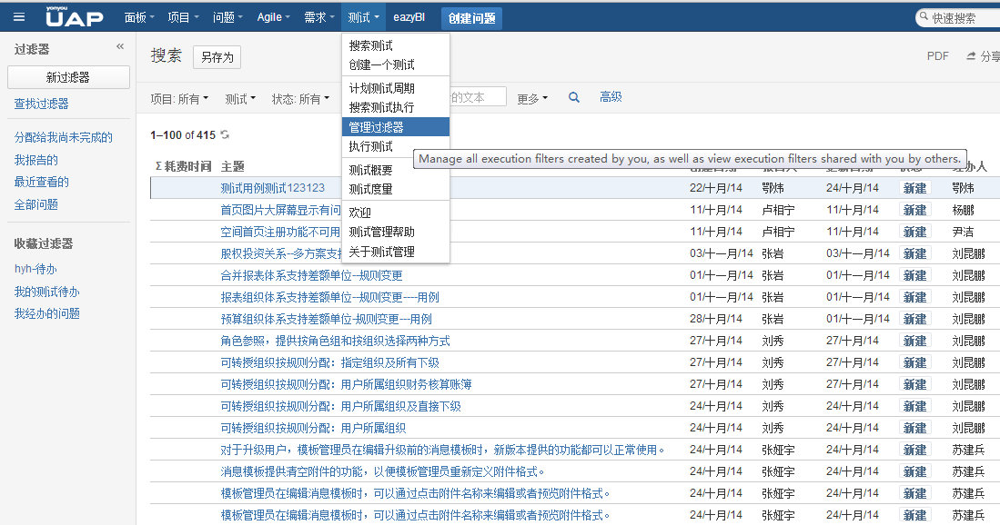 yonyou
UAP 面板 项目 问题 Agile 需求 测试 eazyBI 创建问题 快速搜索
过滤器 «
新过滤器
查找过滤器
分配给我尚未完成的
我报告的
最近查看的
全部问题
收藏过滤器
hyh-待办
我的测试待办
我经办的问题
搜索 另存为 PDF 分享
项目: 所有 测试 状态: 所有 的文本 更多 高级
搜索测试
创建一个测试
计划测试周期
搜索测试执行
管理过滤器
执行测试
测试概要
测试度量
欢迎
测试管理帮助
关于测试管理
Manage all execution filters created by you, as well as view execution filters shared with you by others.
1–100 of 415
Σ耗费时间 主题 创建日期 报告人 更新日期 状态 经办人
测试用例测试123123 22/十月/14 鄂炜 24/十月/14 新建 鄂炜
首页图片大屏幕显示有问 11/十月/14 卢相宁 11/十月/14 新建 杨鹏
空间首页注册功能不可用 11/十月/14 卢相宁 11/十月/14 新建 尹洁
股权投资关系--多方案支持 03/十一月/14 张岩 03/十一月/14 新建 刘昆鹏
合并报表体系支持差额单位--规则变更 01/十一月/14 张岩 01/十一月/14 新建 刘昆鹏
报表组织体系支持差额单位--规则变更----用例 01/十一月/14 张岩 01/十一月/14 新建 刘昆鹏
预算组织体系支持差额单位-规则变更---用例 28/十月/14 张岩 01/十一月/14 新建 刘昆鹏
角色参照，提供按角色组和按组织选择两种方式 27/十月/14 刘秀 27/十月/14 新建 刘昆鹏
可转授组织按规则分配：指定组织及所有下级 27/十月/14 刘秀 27/十月/14 新建 刘昆鹏
可转授组织按规则分配：用户所属组织财务核算账簿 27/十月/14 刘秀 27/十月/14 新建 刘昆鹏
可转授组织按规则分配：用户所属组织及直接下级 24/十月/14 刘秀 24/十月/14 新建 刘昆鹏
可转授组织按规则分配：用户所属组织 24/十月/14 刘秀 24/十月/14 新建 刘昆鹏
对于升级用户，模板管理员在编辑升级前的消息模板时，新版本提供的功能都可以正常使用。 24/十月/14 张娅宇 24/十月/14 新建 苏建兵
消息模板提供清空附件的功能，以便模板管理员重新定义附件格式。 24/十月/14 张娅宇 24/十月/14 新建 苏建兵
模板管理员在编辑消息模板时，可以通过点击附件名称来编辑或者预览附件格式。 24/十月/14 张娅宇 24/十月/14 新建 苏建兵
模板管理员在编辑消息模板时，可以通过点击附件名称来编辑或者预览附件格式。 24/十月/14 张娅宇 24/十月/14 新建 苏建兵